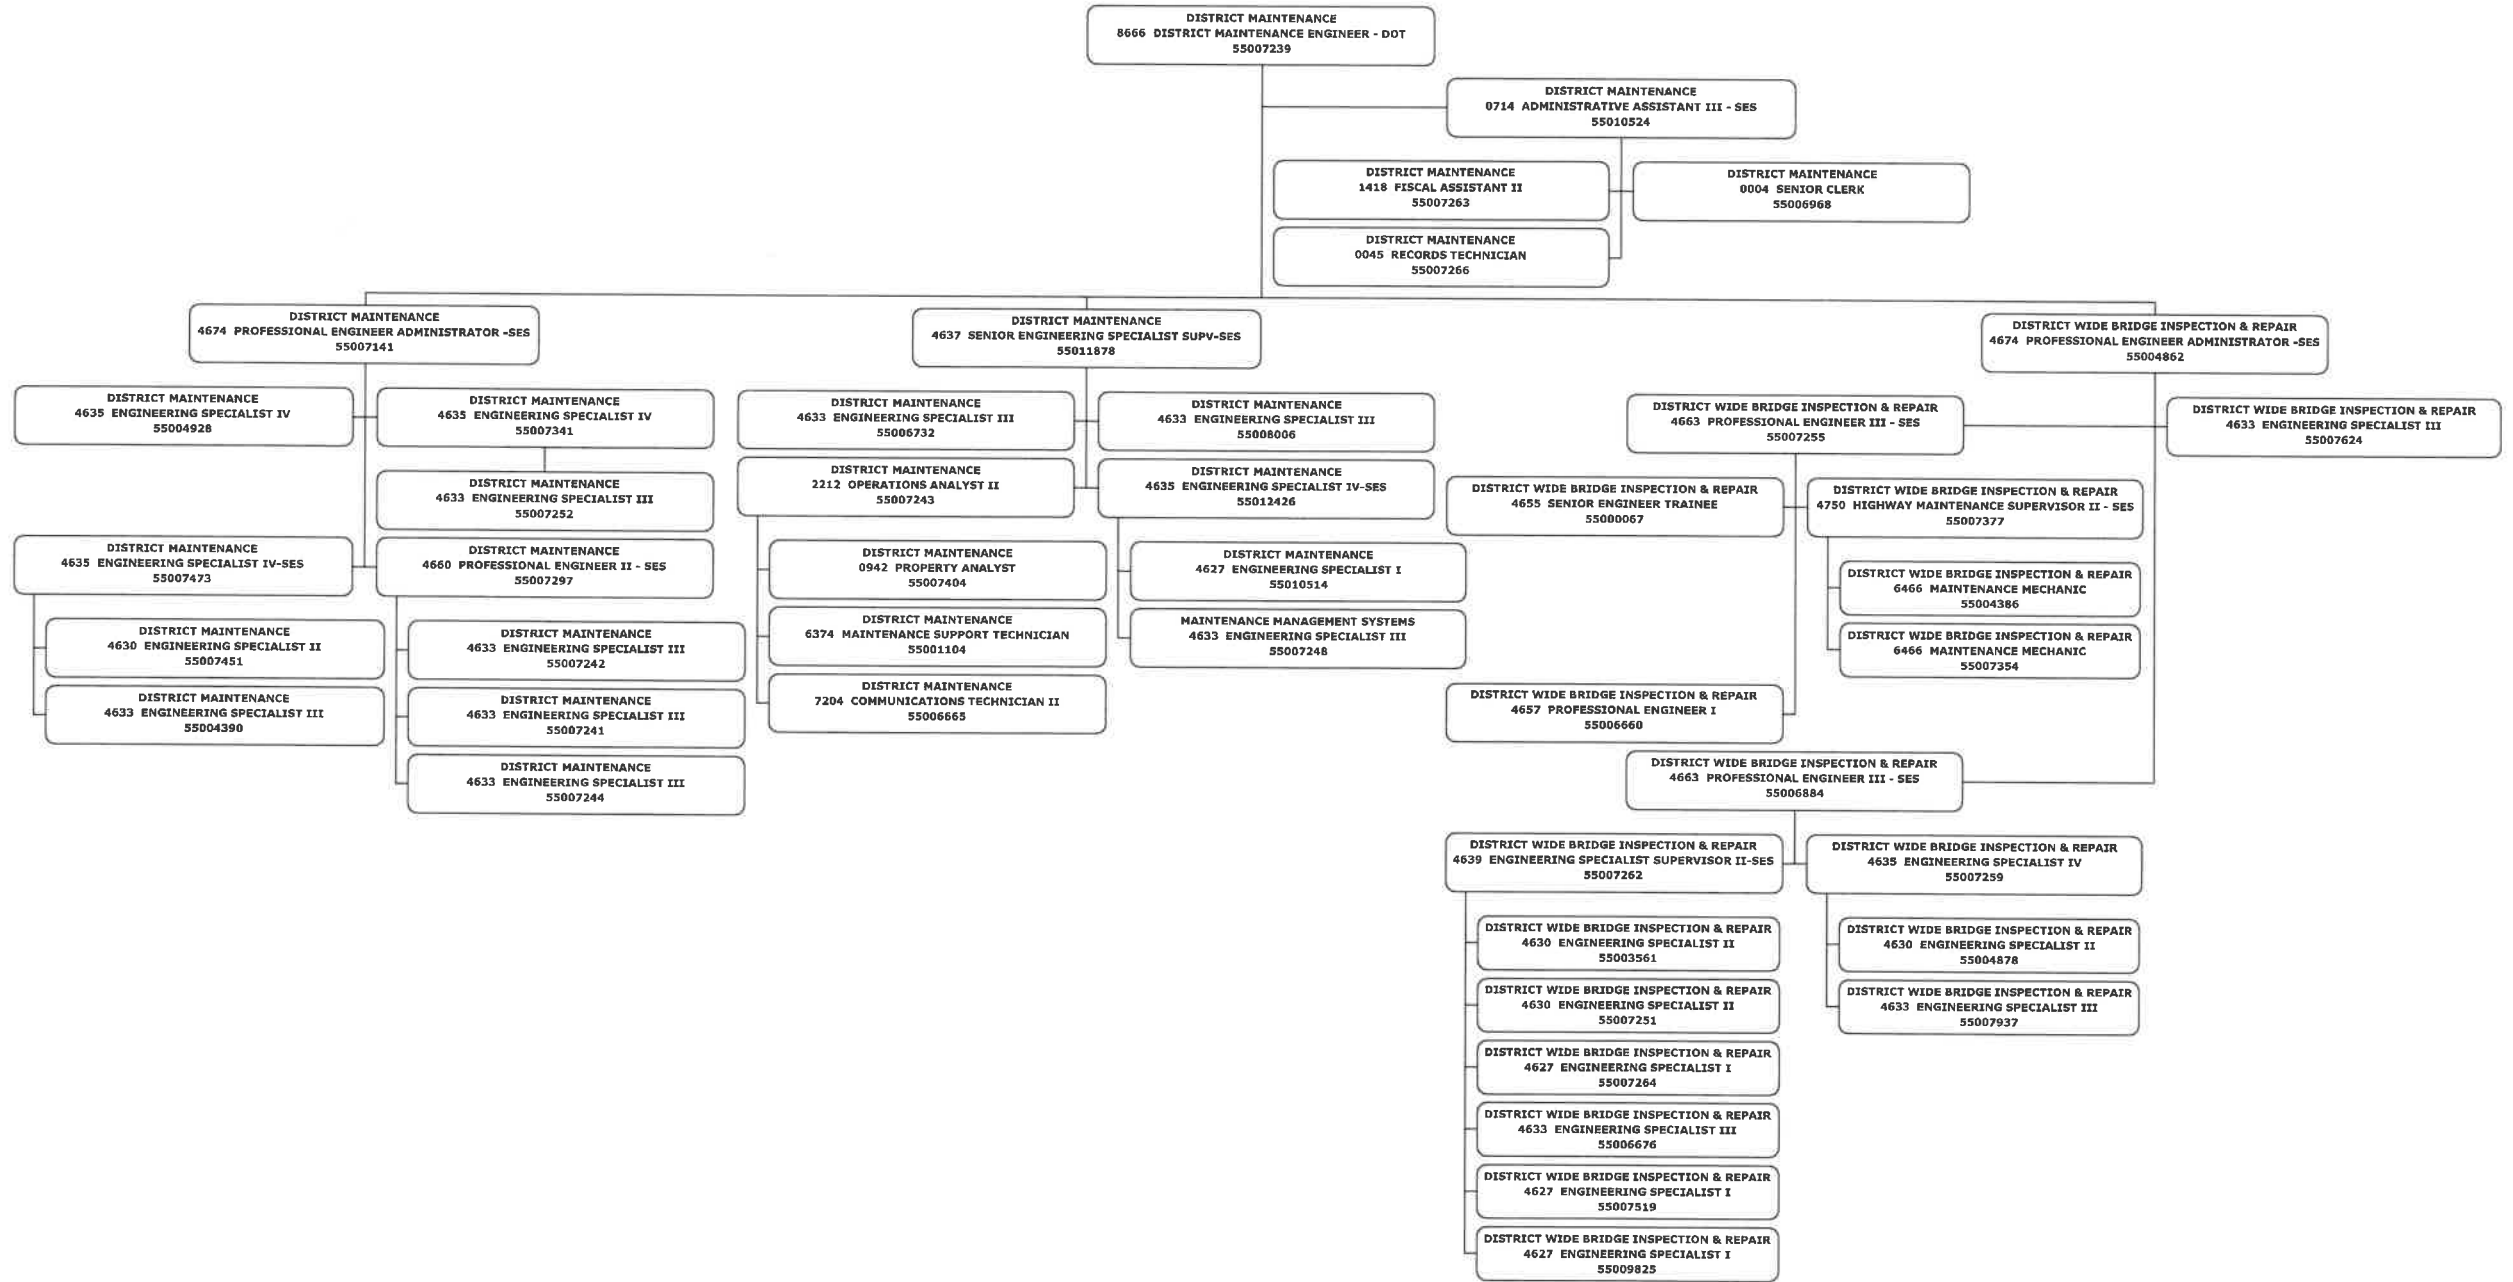 DISTRICT MAINTENANCE
8666 DISTRICT MAINTENANCE ENGINEER - DOT
55007239
DISTRICT MAINTENANCE
0714 ADMINISTRATIVE ASSISTANT III - SES
55010524
DISTRICT MAINTENANCE
1418 FISCAL ASSISTANT II
55007263
DISTRICT MAINTENANCE
0004 SENIOR CLERK
55006968
DISTRICT MAINTENANCE
0045 RECORDS TECHNICIAN
55007266
DISTRICT MAINTENANCE
4674 PROFESSIONAL ENGINEER ADMINISTRATOR -SES
55007141
DISTRICT MAINTENANCE
4635 ENGINEERING SPECIALIST IV
55004928
DISTRICT MAINTENANCE
4635 ENGINEERING SPECIALIST IV
55007341
DISTRICT MAINTENANCE
4633 ENGINEERING SPECIALIST III
55007252
DISTRICT MAINTENANCE
4635 ENGINEERING SPECIALIST IV-SES
55007473
DISTRICT MAINTENANCE
4630 ENGINEERING SPECIALIST II
55007451
DISTRICT MAINTENANCE
4633 ENGINEERING SPECIALIST III
55004390
DISTRICT MAINTENANCE
4660 PROFESSIONAL ENGINEER II - SES
55007297
DISTRICT MAINTENANCE
4633 ENGINEERING SPECIALIST III
55007242
DISTRICT MAINTENANCE
4633 ENGINEERING SPECIALIST III
55007241
DISTRICT MAINTENANCE
4633 ENGINEERING SPECIALIST III
55007244
DISTRICT MAINTENANCE
4637 SENIOR ENGINEERING SPECIALIST SUPV-SES
55011878
DISTRICT MAINTENANCE
4633 ENGINEERING SPECIALIST III
55006732
DISTRICT MAINTENANCE
4633 ENGINEERING SPECIALIST III
55008006
DISTRICT MAINTENANCE
2212 OPERATIONS ANALYST II
55007243
DISTRICT MAINTENANCE
0942 PROPERTY ANALYST
55007404
DISTRICT MAINTENANCE
6374 MAINTENANCE SUPPORT TECHNICIAN
55001104
DISTRICT MAINTENANCE
7204 COMMUNICATIONS TECHNICIAN II
55006665
DISTRICT MAINTENANCE
4635 ENGINEERING SPECIALIST IV-SES
55012426
DISTRICT MAINTENANCE
4627 ENGINEERING SPECIALIST I
55010514
MAINTENANCE MANAGEMENT SYSTEMS
4633 ENGINEERING SPECIALIST III
55007248
DISTRICT WIDE BRIDGE INSPECTION & REPAIR
4674 PROFESSIONAL ENGINEER ADMINISTRATOR -SES
55004862
DISTRICT WIDE BRIDGE INSPECTION & REPAIR
4663 PROFESSIONAL ENGINEER III - SES
55007255
DISTRICT WIDE BRIDGE INSPECTION & REPAIR
4633 ENGINEERING SPECIALIST III
55007624
DISTRICT WIDE BRIDGE INSPECTION & REPAIR
4655 SENIOR ENGINEER TRAINEE
55000067
DISTRICT WIDE BRIDGE INSPECTION & REPAIR
4750 HIGHWAY MAINTENANCE SUPERVISOR II - SES
55007377
DISTRICT WIDE BRIDGE INSPECTION & REPAIR
6466 MAINTENANCE MECHANIC
55004386
DISTRICT WIDE BRIDGE INSPECTION & REPAIR
6466 MAINTENANCE MECHANIC
55007354
DISTRICT WIDE BRIDGE INSPECTION & REPAIR
4657 PROFESSIONAL ENGINEER I
55006660
DISTRICT WIDE BRIDGE INSPECTION & REPAIR
4663 PROFESSIONAL ENGINEER III - SES
55006884
DISTRICT WIDE BRIDGE INSPECTION & REPAIR
4639 ENGINEERING SPECIALIST SUPERVISOR II-SES
55007262
DISTRICT WIDE BRIDGE INSPECTION & REPAIR
4630 ENGINEERING SPECIALIST II
55003561
DISTRICT WIDE BRIDGE INSPECTION & REPAIR
4630 ENGINEERING SPECIALIST II
55007251
DISTRICT WIDE BRIDGE INSPECTION & REPAIR
4627 ENGINEERING SPECIALIST I
55007264
DISTRICT WIDE BRIDGE INSPECTION & REPAIR
4633 ENGINEERING SPECIALIST III
55006676
DISTRICT WIDE BRIDGE INSPECTION & REPAIR
4627 ENGINEERING SPECIALIST I
55007519
DISTRICT WIDE BRIDGE INSPECTION & REPAIR
4627 ENGINEERING SPECIALIST I
55009825
DISTRICT WIDE BRIDGE INSPECTION & REPAIR
4635 ENGINEERING SPECIALIST IV
55007259
DISTRICT WIDE BRIDGE INSPECTION & REPAIR
4630 ENGINEERING SPECIALIST II
55004878
DISTRICT WIDE BRIDGE INSPECTION & REPAIR
4633 ENGINEERING SPECIALIST III
55007937